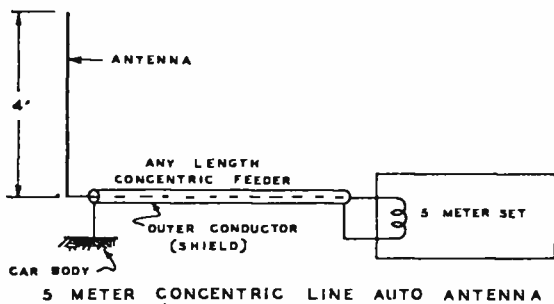 4'
ANTENNA
ANY LENGTH
CONCENTRIC FEEDER
OUTER CONDUCTOR
(SHIELD)
5 METER SET
CAR BODY
5 METER CONCENTRIC LINE AUTO ANTENNA